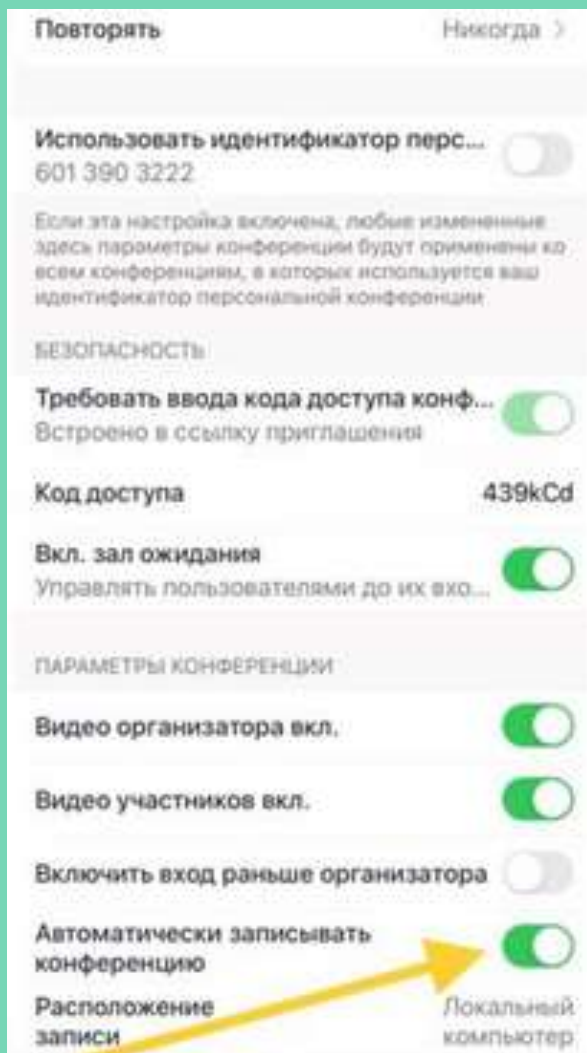 Повторять Никогда >
Использовать идентификатор перс...
601 390 3222
Если эта настройка включена, любые измененные
здесь параметры конференции будут применены ко
всем конференциям, в которых используется ваш
идентификатор персональной конференции
БЕЗОПАСНОСТЬ
Требовать ввода кода доступа конф...
Встроено в ссылку приглашения
Код доступа 439kCd
Вкл. зал ожидания
Управлять пользователями до их вхо...
ПАРАМЕТРЫ КОНФЕРЕНЦИИ
Видео организатора вкл.
Видео участников вкл.
Включить вход раньше организатора
Автоматически записывать
конференцию
Расположение Локальный
записи компьютер